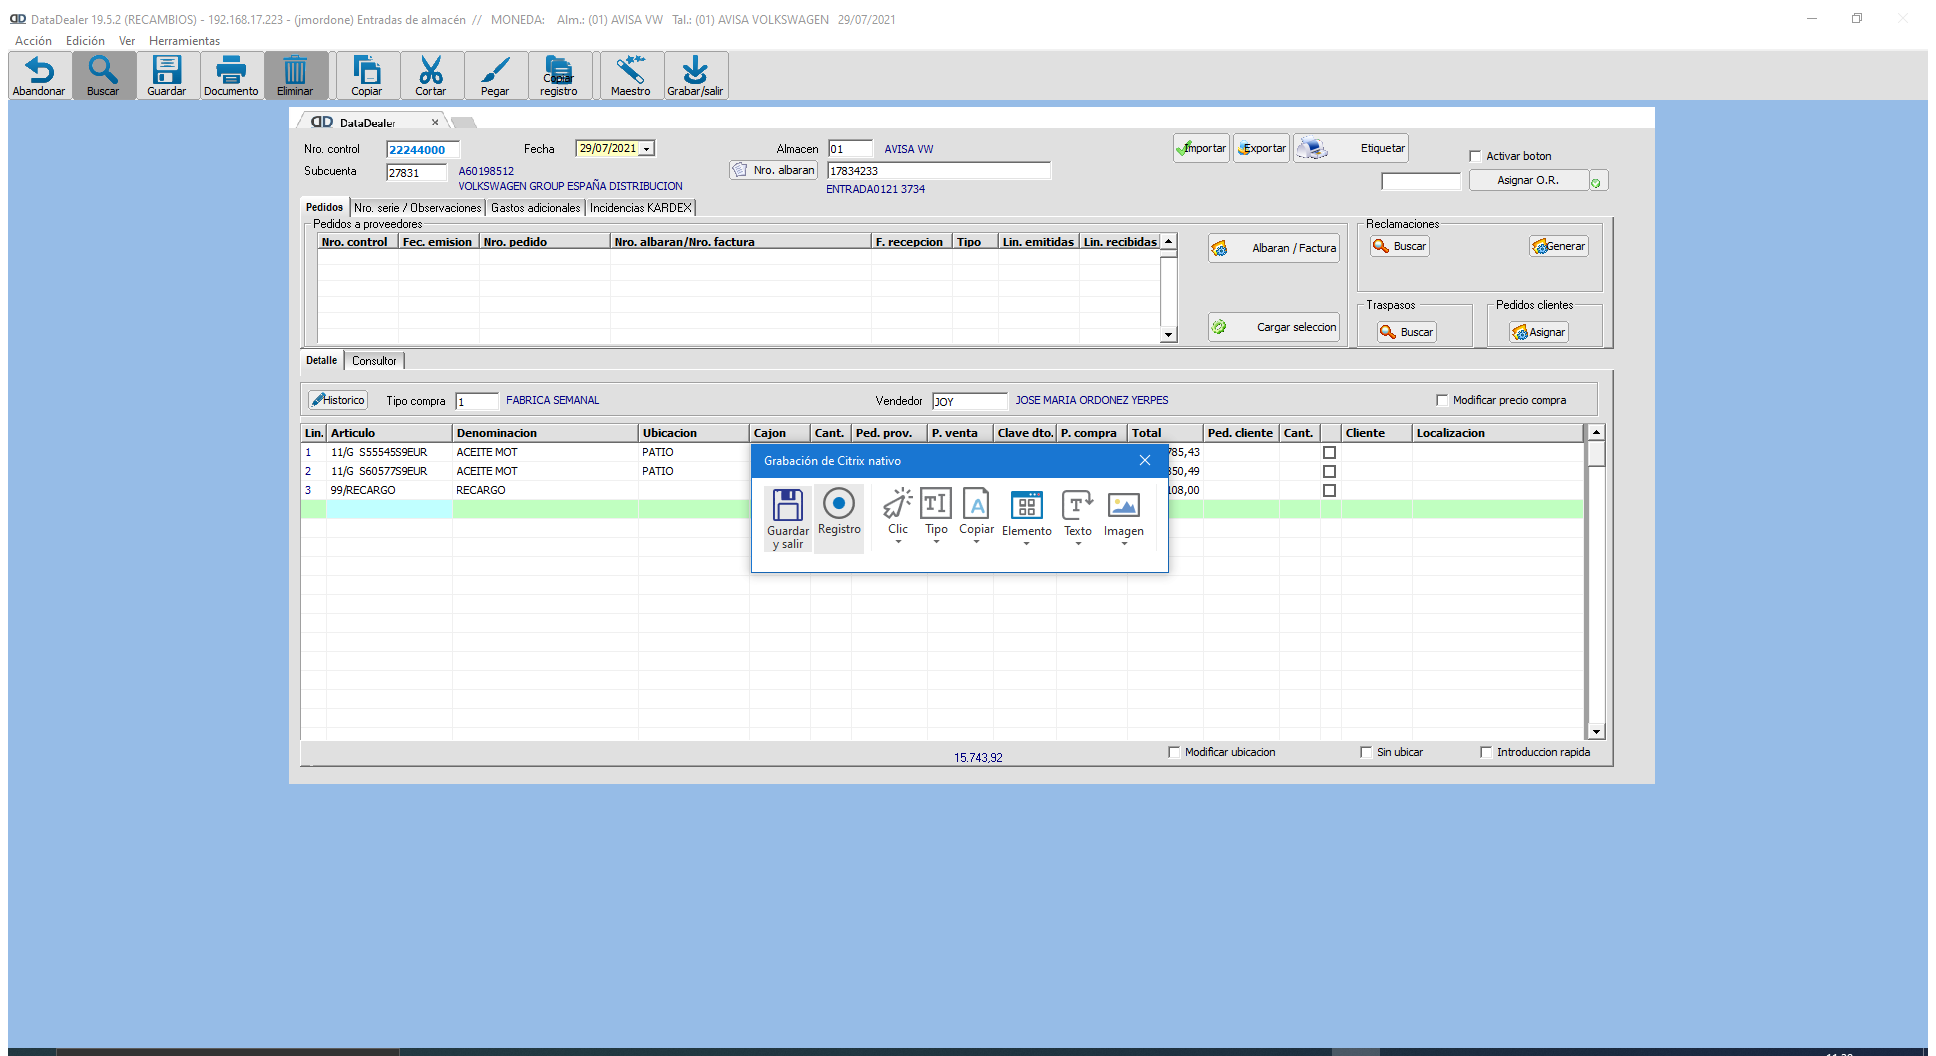 DataDealer 19.5.2 (RECAMBIOS) - 192.168.17.223 - (jmordone) Entradas de almacén // MONEDA: Alm.: (01) AVISA VW Tal.: (01) AVISA VOLKSWAGEN 29/07/2021
Acción Edición Ver Herramientas
Abandonar Buscar Guardar Documento Eliminar Copiar Cortar Pegar Copiar registro Maestro Grabar/salir
DataDealer
Nro. control 22244000 Fecha 29/07/2021 Almacen 01 AVISA VW Importar Exportar Etiquetar Activar boton
Subcuenta 27831 A60198512 Nro. albaran 17834233 Asignar O.R.
VOLKSWAGEN GROUP ESPAÑA DISTRIBUCION ENTRADA0121 3734
Pedidos Nro. serie / Observaciones Gastos adicionales Incidencias KARDEX
Pedidos a proveedores Reclamaciones
Nro. control Fec. emision Nro. pedido Nro. albaran/Nro. factura F. recepcion Tipo Lin. emitidas Lin. recibidas
Albaran / Factura Buscar Generar
Traspasos Pedidos clientes
Cargar seleccion Buscar Asignar
Detalle Consultor
Historico Tipo compra 1 FABRICA SEMANAL Vendedor JOY JOSE MARIA ORDONEZ YERPES Modificar precio compra
Lin. Articulo Denominacion Ubicacion Cajon Cant. Ped. prov. P. venta Clave dto. P. compra Total Ped. cliente Cant. Cliente Localizacion
1 11/G S55545S9EUR ACEITE MOT PATIO 785,43
2 11/G S60577S9EUR ACEITE MOT PATIO 350,49
3 99/RECARGO RECARGO 108,00
Grabación de Citrix nativo
Guardar y salir Registro Clic Tipo Copiar Elemento Texto Imagen
15.743,92 Modificar ubicacion Sin ubicar Introduccion rapida